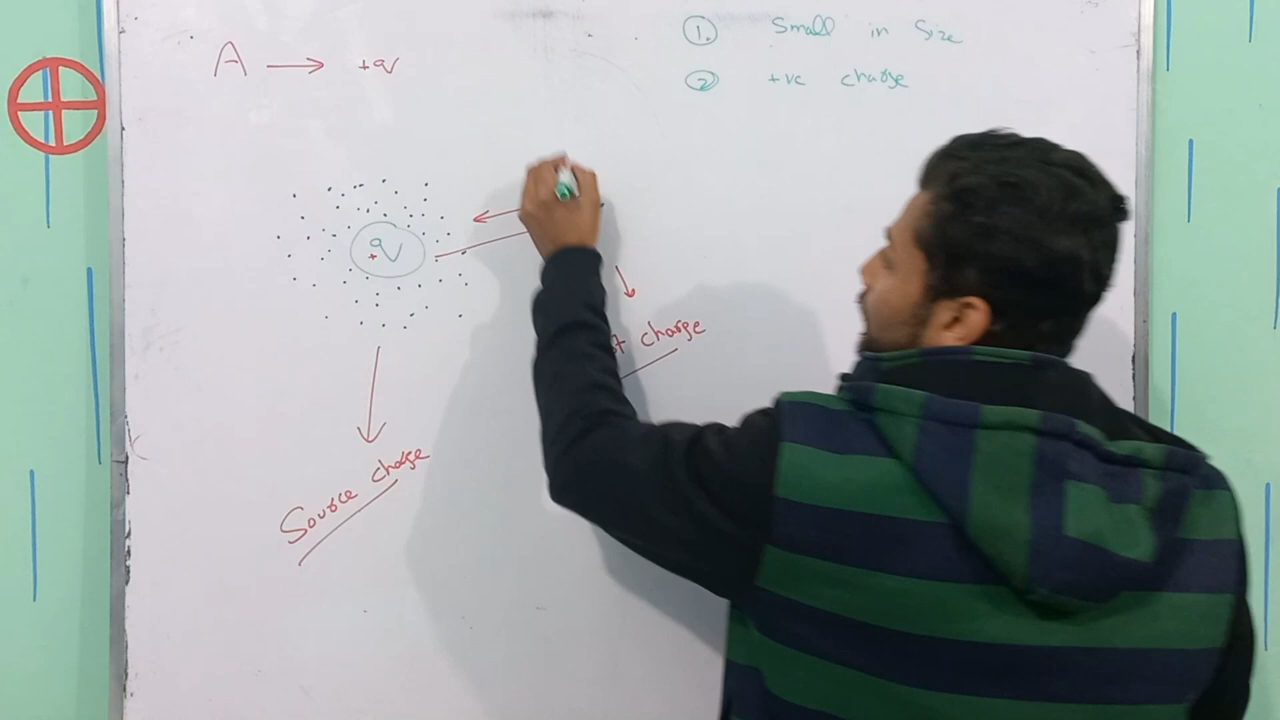 A → +q
① Small in Size
② +ve charge
+q
charge
Source charge